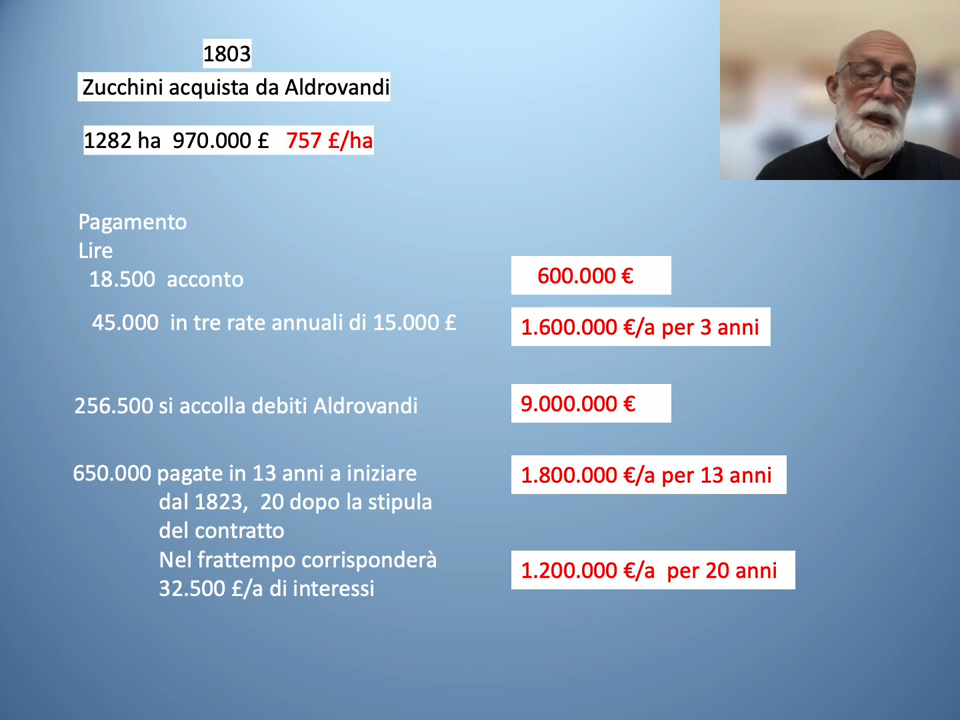 1803
Zucchini acquista da Aldrovandi
1282 ha 970.000 £ 757 £/ha
Pagamento
Lire
18.500 acconto
600.000 €
45.000 in tre rate annuali di 15.000 £
1.600.000 €/a per 3 anni
256.500 si accolla debiti Aldrovandi
9.000.000 €
650.000 pagate in 13 anni a iniziare
dal 1823, 20 dopo la stipula
del contratto
1.800.000 €/a per 13 anni
Nel frattempo corrisponderà
32.500 £/a di interessi
1.200.000 €/a per 20 anni